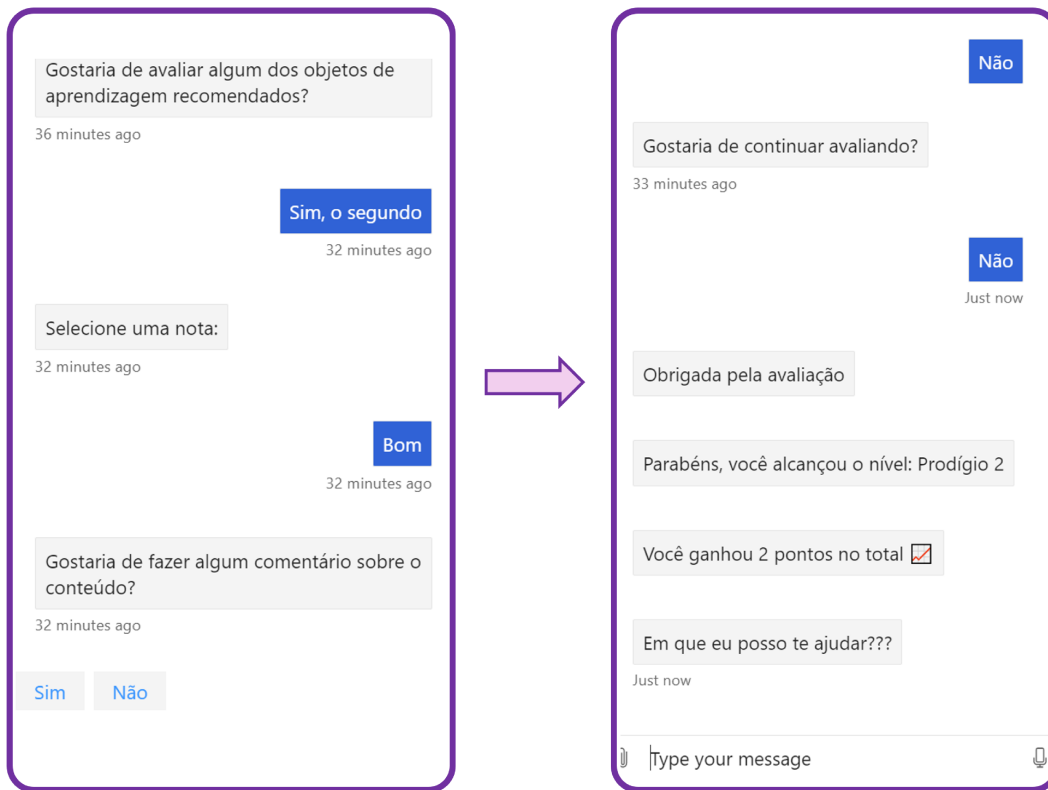 Gostaria de avaliar algum dos objetos de
aprendizagem recomendados?
36 minutes ago
Sim, o segundo
32 minutes ago
Selecione uma nota:
32 minutes ago
Bom
32 minutes ago
Gostaria de fazer algum comentário sobre o
conteúdo?
32 minutes ago
Sim
Não
Não
Gostaria de continuar avaliando?
33 minutes ago
Não
Just now
Obrigada pela avaliação
Parabéns, você alcançou o nível: Prodígio 2
Você ganhou 2 pontos no total 📈
Em que eu posso te ajudar???
Just now
Type your message